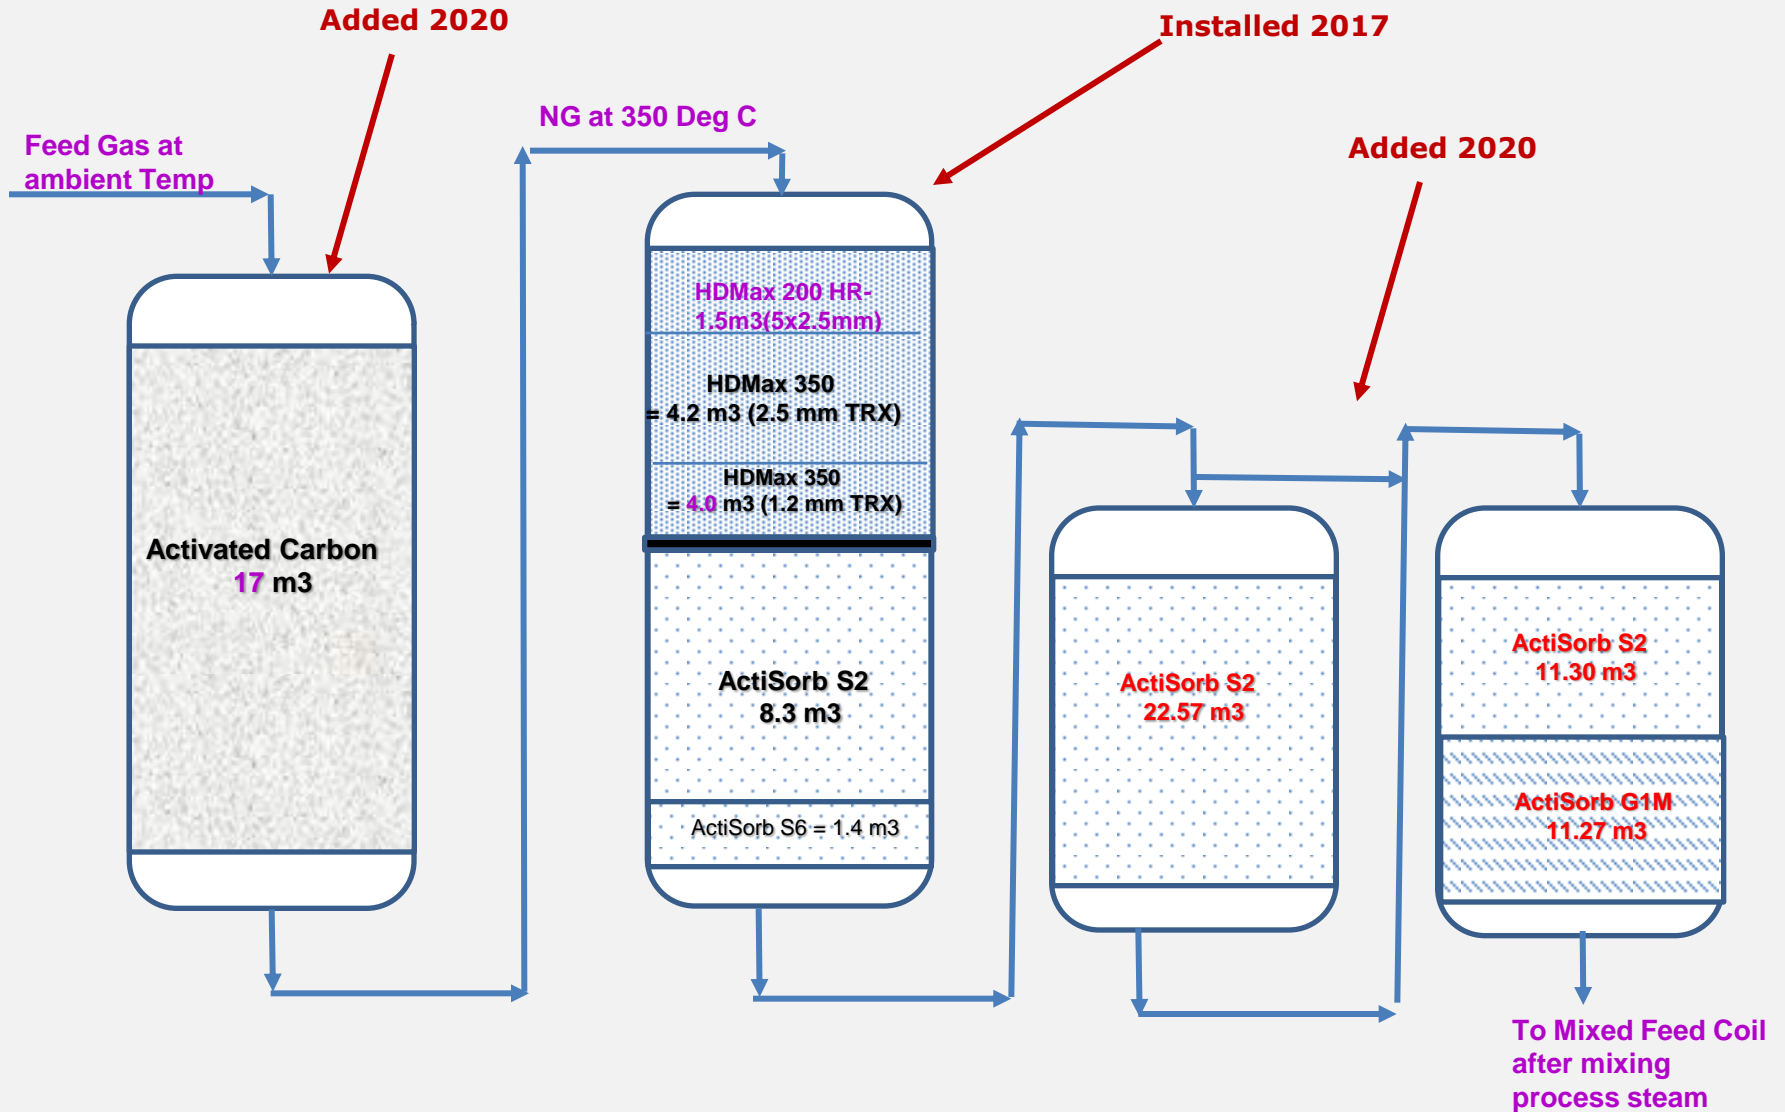 Added 2020
Installed 2017
NG at 350 Deg C
Feed Gas at
ambient Temp
Added 2020
HDMax 200 HR-
1.5m3(5x2.5mm)
HDMax 350
= 4.2 m3 (2.5 mm TRX)
HDMax 350
= 4.0 m3 (1.2 mm TRX)
Activated Carbon
17 m3
ActiSorb S2
8.3 m3
ActiSorb S6 = 1.4 m3
ActiSorb S2
22.57 m3
ActiSorb S2
11.30 m3
ActiSorb G1M
11.27 m3
To Mixed Feed Coil
after mixing
process steam